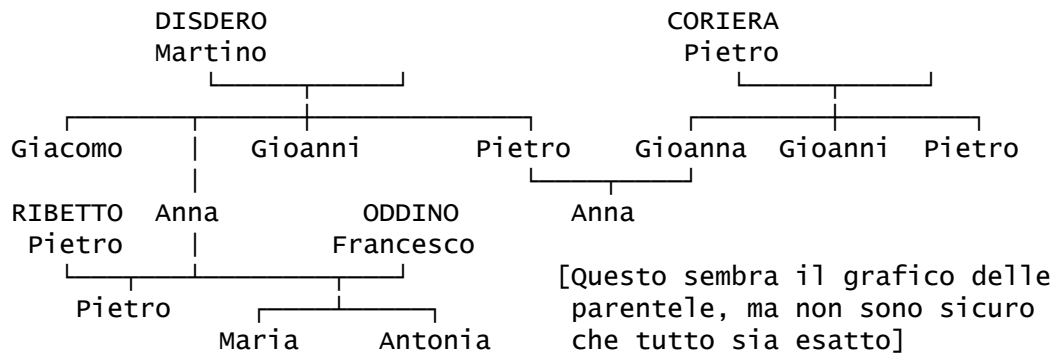 DISDERO CORIERA
Martino Pietro
Giacomo Gioanni Pietro Gioanna Gioanni Pietro
RIBETTO Anna ODDINO Anna
Pietro Francesco
[Questo sembra il grafico delle
Pietro parentele, ma non sono sicuro
Maria Antonia che tutto sia esatto]